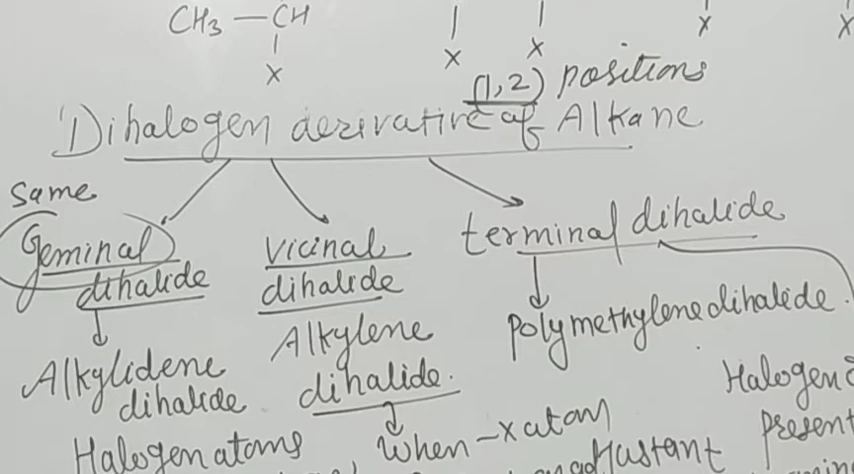 CH3 — CH
X
X
X
X
X
(1,2) positions
Dihalogen derivative of Alkane
Same
Geminal dihalide
Alkylidene dihalide
Halogen atoms
vicinal dihalide
Alkylene dihalide.
when -x atom
terminal dihalide
polymethylene dihalide.
Halogen
present